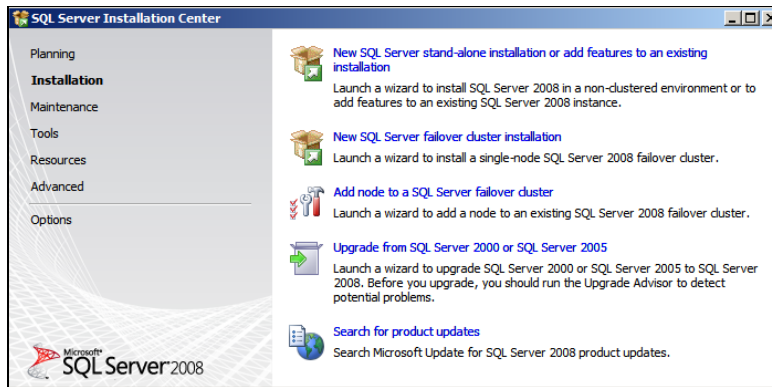 SQL Server Installation Center
Planning
Installation
Maintenance
Tools
Resources
Advanced
Options
Microsoft®
SQL Server®2008
New SQL Server stand-alone installation or add features to an existing
installation
Launch a wizard to install SQL Server 2008 in a non-clustered environment or to
add features to an existing SQL Server 2008 instance.
New SQL Server failover cluster installation
Launch a wizard to install a single-node SQL Server 2008 failover cluster.
Add node to a SQL Server failover cluster
Launch a wizard to add a node to an existing SQL Server 2008 failover cluster.
Upgrade from SQL Server 2000 or SQL Server 2005
Launch a wizard to upgrade SQL Server 2000 or SQL Server 2005 to SQL Server
2008. Before you upgrade, you should run the Upgrade Advisor to detect
potential problems.
Search for product updates
Search Microsoft Update for SQL Server 2008 product updates.